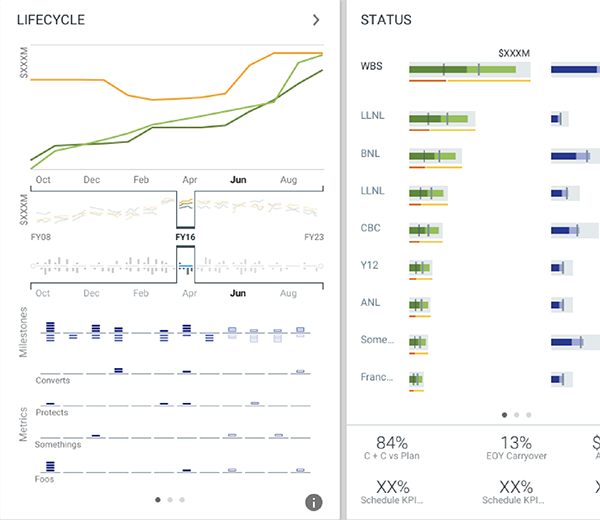 LIFECYCLE
$XXXM
Oct Dec Feb Apr Jun Aug
$XXXM
FY08 FY16 FY23
Oct Dec Feb Apr Jun Aug
Milestones
Converts
Protects
Metrics
Somethings
Foos
STATUS
$XXXM
WBS
LLNL
BNL
LLNL
CBC
Y12
ANL
Some...
Franc...
84%
C + C vs Plan
13%
EOY Carryover
$
A
XX%
Schedule KPI...
XX%
Schedule KPI...